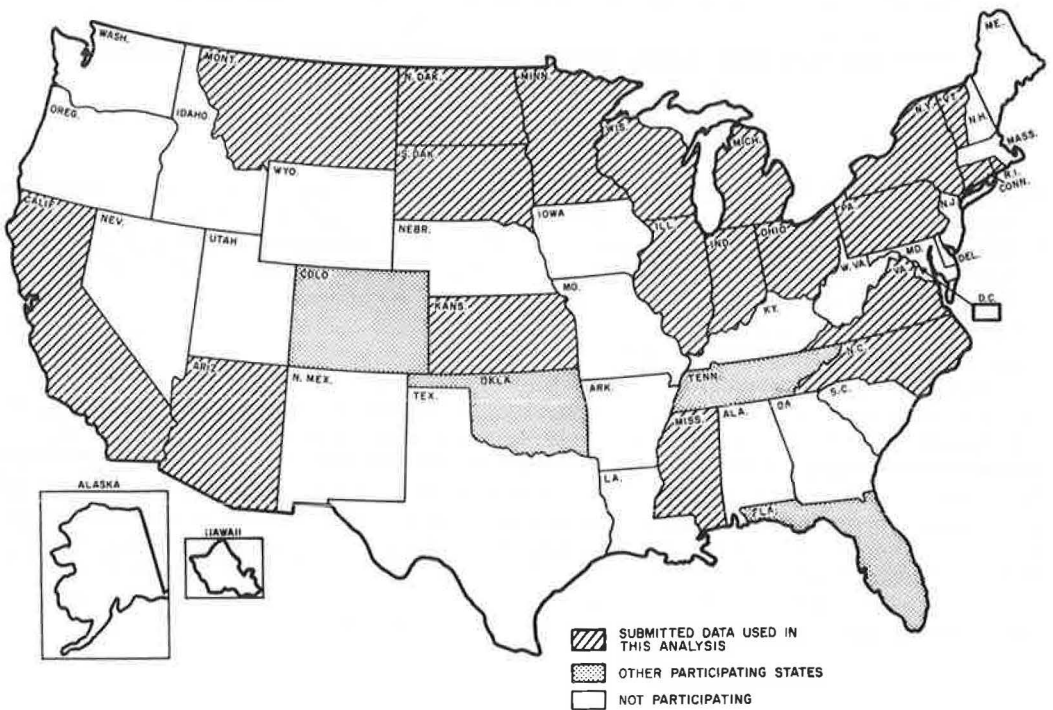 WASH.
MONT.
N. DAK.
MINN.
ME.
OREG.
IDAHO
WIS.
MICH.
N.Y.
VT.
N.H.
MASS.
R.I.
CONN.
S. DAK
WYO.
CALIF
NEV.
UTAH
NEBR.
IOWA
ILL.
IND.
OHIO
PA.
N.J.
W.VA.
MD.
DEL.
VA.
D.C.
COLO
KANS
MO.
KY.
ARIZ
N. MEX.
OKLA
TEX.
ARK.
TENN.
N.C.
S.C.
MISS.
ALA.
LA.
FLA.
ALASKA
SUBMITTED DATA USED IN
THIS ANALYSIS
OTHER PARTICIPATING STATES
NOT PARTICIPATING